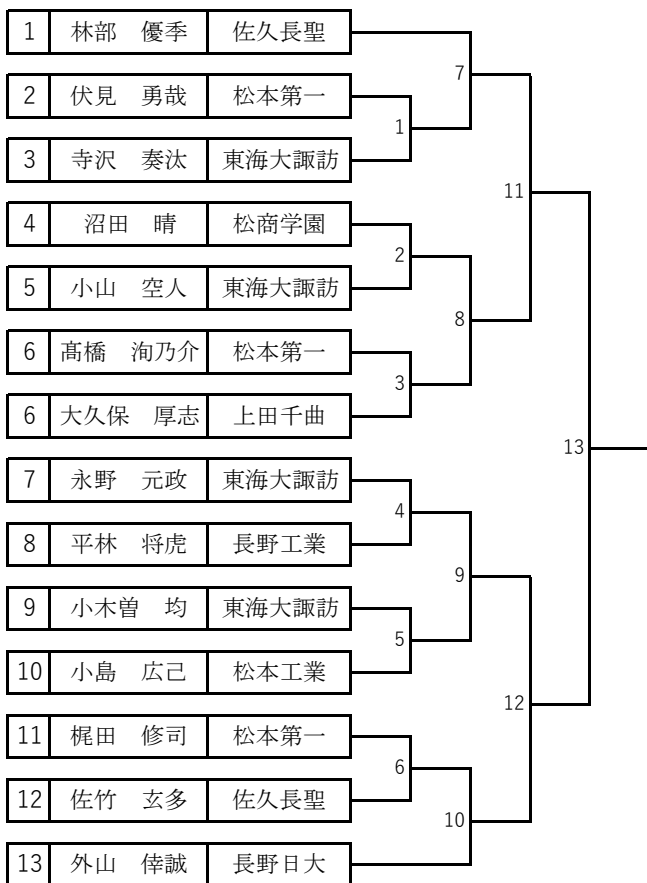 1 林部　優季 佐久長聖
7
2 伏見　勇哉 松本第一
1
3 寺沢　奏汰 東海大諏訪
11
4 沼田　晴 松商学園
2
5 小山　空人 東海大諏訪
8
6 髙橋　洵乃介 松本第一
3
6 大久保　厚志 上田千曲
13
7 永野　元政 東海大諏訪
4
8 平林　将虎 長野工業
9
9 小木曽　均 東海大諏訪
5
10 小島　広己 松本工業
12
11 梶田　修司 松本第一
6
12 佐竹　玄多 佐久長聖
10
13 外山　倖誠 長野日大